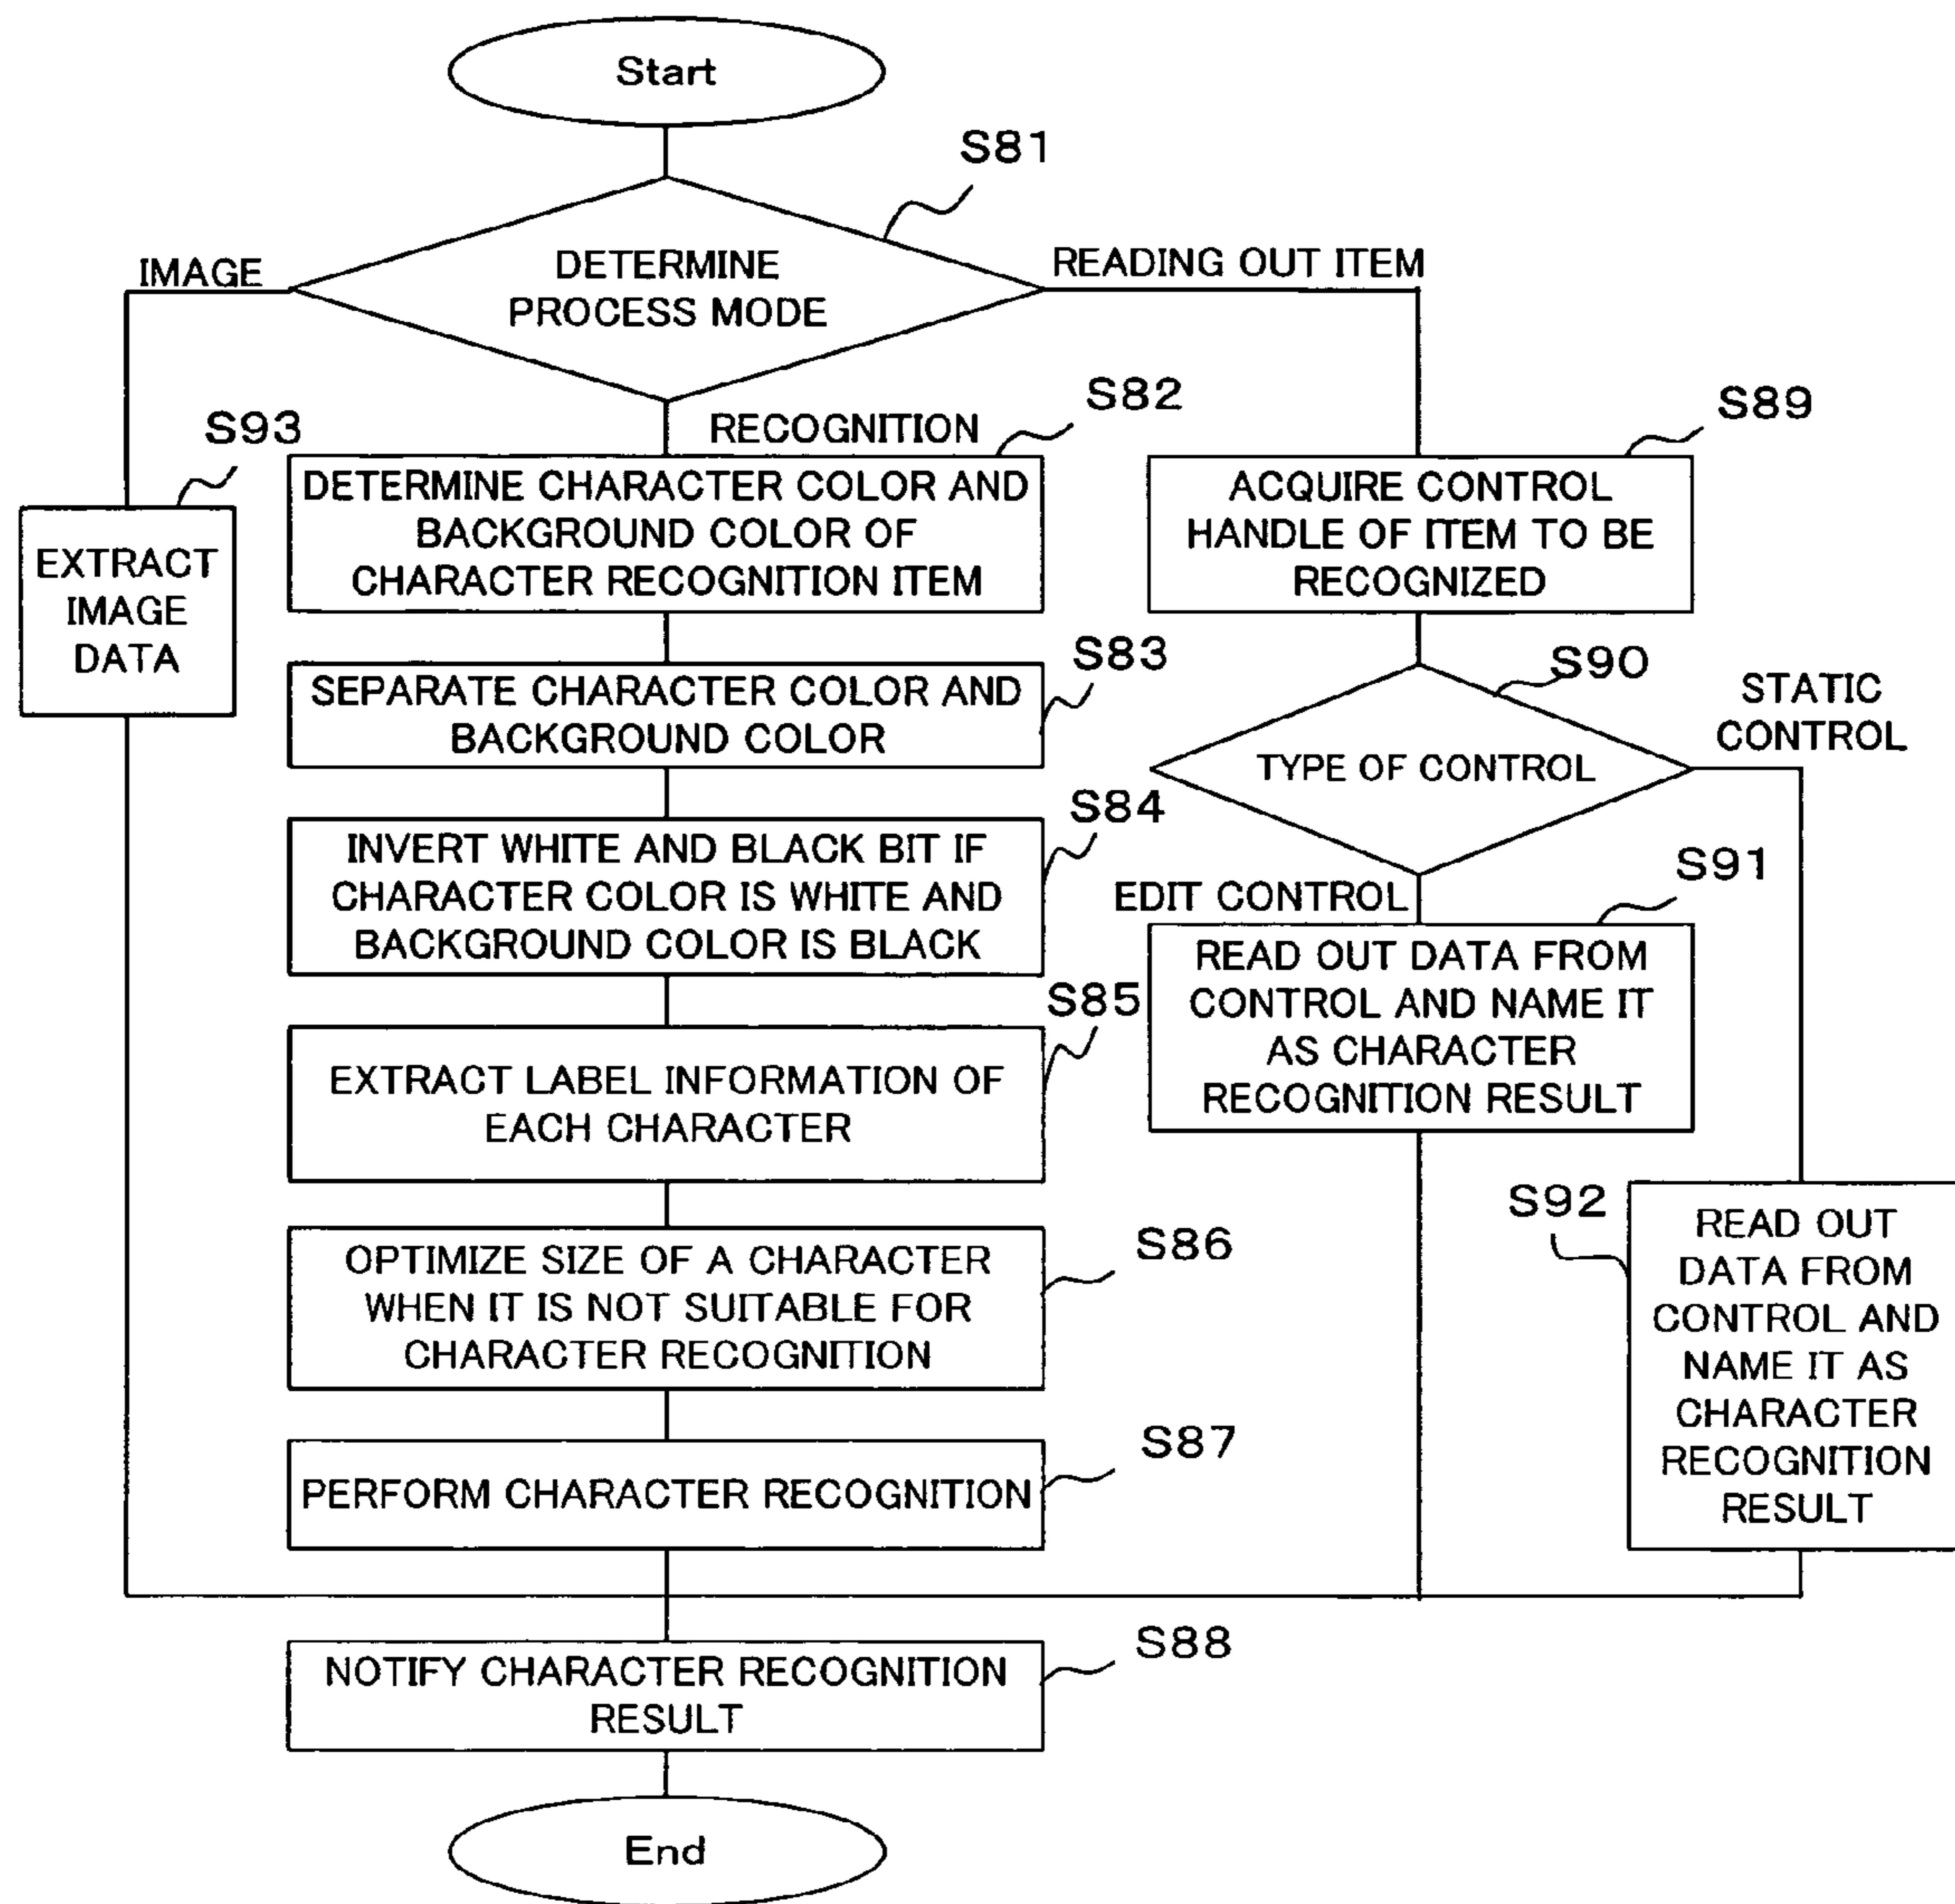 Start
S81
DETERMINE
PROCESS MODE
IMAGE
READING OUT ITEM
RECOGNITION
S93
EXTRACT
IMAGE
DATA
S82
DETERMINE CHARACTER COLOR AND
BACKGROUND COLOR OF
CHARACTER RECOGNITION ITEM
S83
SEPARATE CHARACTER COLOR AND
BACKGROUND COLOR
S84
INVERT WHITE AND BLACK BIT IF
CHARACTER COLOR IS WHITE AND
BACKGROUND COLOR IS BLACK
S85
EXTRACT LABEL INFORMATION OF
EACH CHARACTER
S86
OPTIMIZE SIZE OF A CHARACTER
WHEN IT IS NOT SUITABLE FOR
CHARACTER RECOGNITION
S87
PERFORM CHARACTER RECOGNITION
S89
ACQUIRE CONTROL
HANDLE OF ITEM TO BE
RECOGNIZED
S90
TYPE OF CONTROL
STATIC
CONTROL
EDIT CONTROL
S91
READ OUT DATA FROM
CONTROL AND NAME IT
AS CHARACTER
RECOGNITION RESULT
S92
READ OUT
DATA FROM
CONTROL AND
NAME IT AS
CHARACTER
RECOGNITION
RESULT
S88
NOTIFY CHARACTER RECOGNITION
RESULT
End